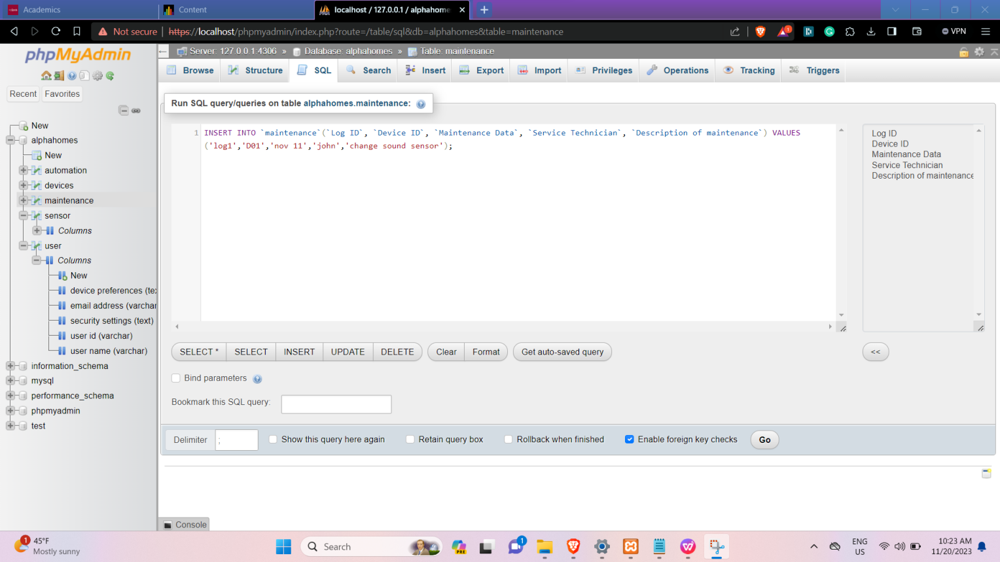 Academics
Content
localhost / 127.0.0.1 / alphahome
Not secure
https://localhost/phpmyadmin/index.php?route=/table/sql&db=alphahomes&table=maintenance
1
VPN
phpMyAdmin
Server: 127.0.0.1:4306 » Database: alphahomes » Table: maintenance
Browse Structure SQL Search Insert Export Import Privileges Operations Tracking Triggers
Recent Favorites
Run SQL query/queries on table alphahomes.maintenance:
New
alphahomes
New
automation
devices
maintenance
sensor
Columns
user
Columns
New
device preferences (te
email address (varchar
security settings (text)
user id (varchar)
user name (varchar)
information_schema
mysql
performance_schema
phpmyadmin
test
1 INSERT INTO `maintenance`(`Log ID`, `Device ID`, `Maintenance Data`, `Service Technician`, `Description of maintenance`) VALUES
('log1','D01','nov 11','john','change sound sensor');
Log ID
Device ID
Maintenance Data
Service Technician
Description of maintenance
SELECT * SELECT INSERT UPDATE DELETE Clear Format Get auto-saved query <<
Bind parameters
Bookmark this SQL query:
Delimiter ; Show this query here again Retain query box Rollback when finished Enable foreign key checks Go
Console
1
45°F
Mostly sunny
Search
PRE
1
ENG
US
10:23 AM
11/20/2023